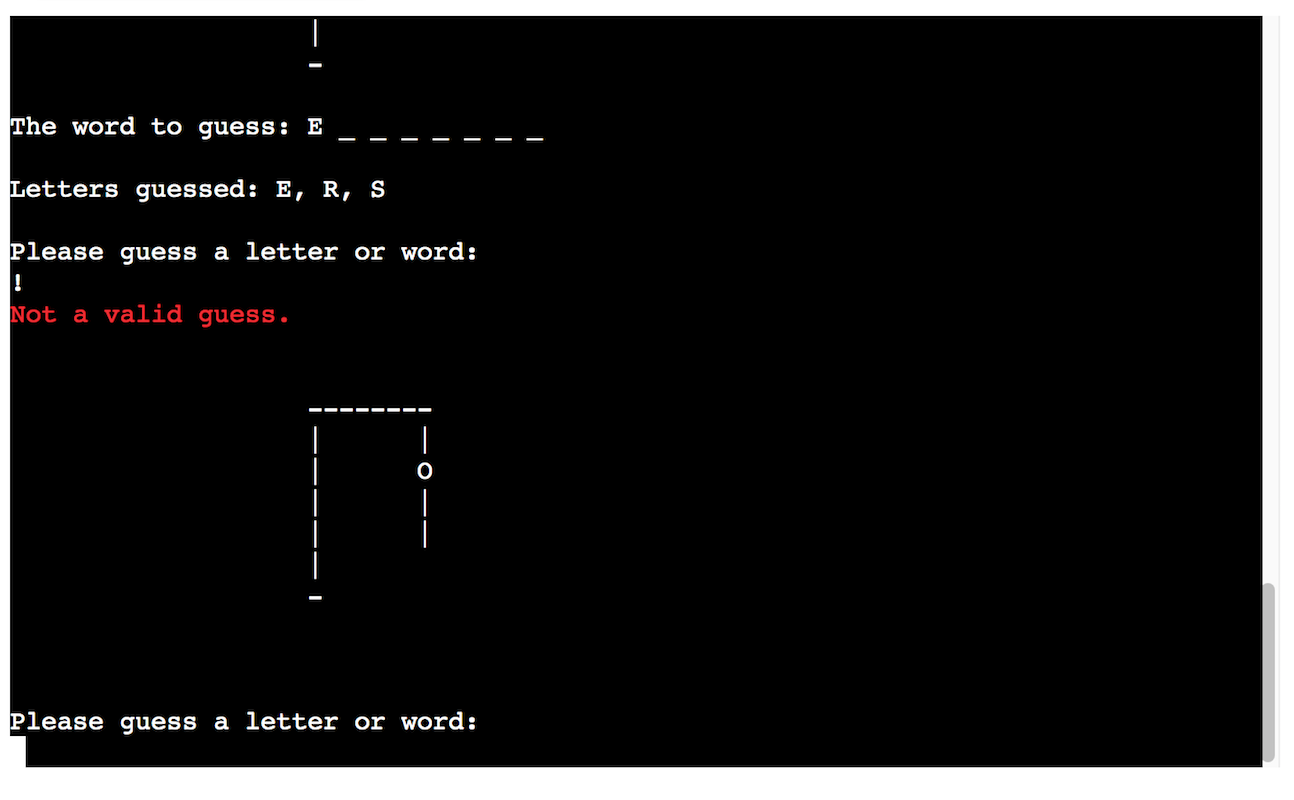 |
-
The word to guess: E _ _ _ _ _ _ _
Letters guessed: E, R, S
Please guess a letter or word:
!
Not a valid guess.
--------
|      |
|      O
|      |
|      |
|
-
Please guess a letter or word: